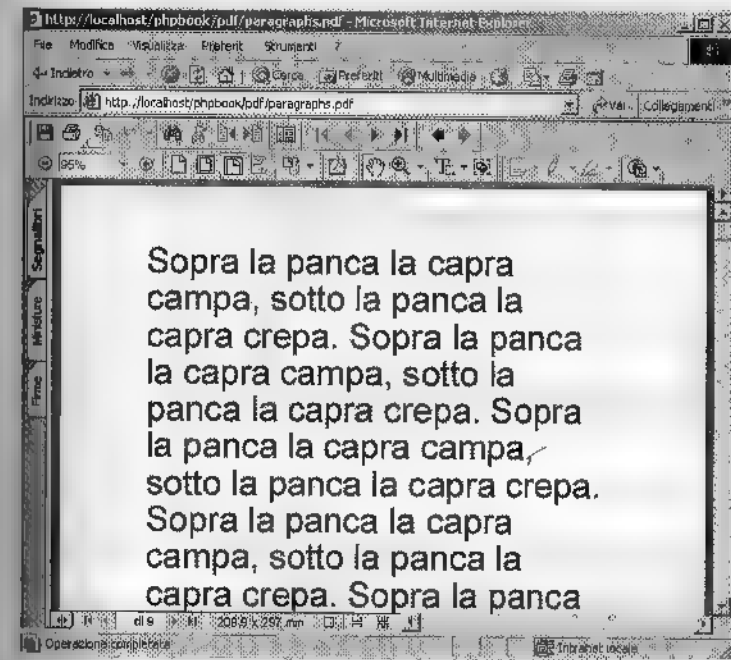 http://localhost/phpbook/pdf/paragraphs.pdf - Microsoft Internet Explorer
File Modifica Visualizza Preferiti Strumenti ?
Indietro Cerca Preferiti Multimedia
Indirizzo http://localhost/phpbook/pdf/paragraphs.pdf Vai Collegamenti
95%
Segnalibri
Miniature
Firme
Sopra la panca la capra
campa, sotto la panca la
capra crepa. Sopra la panca
la capra campa, sotto la
panca la capra crepa. Sopra
la panca la capra campa,
sotto la panca la capra crepa.
Sopra la panca la capra
campa, sotto la panca la
capra crepa. Sopra la panca
di 9 x 297 mm
Operazione completata Intranet locale